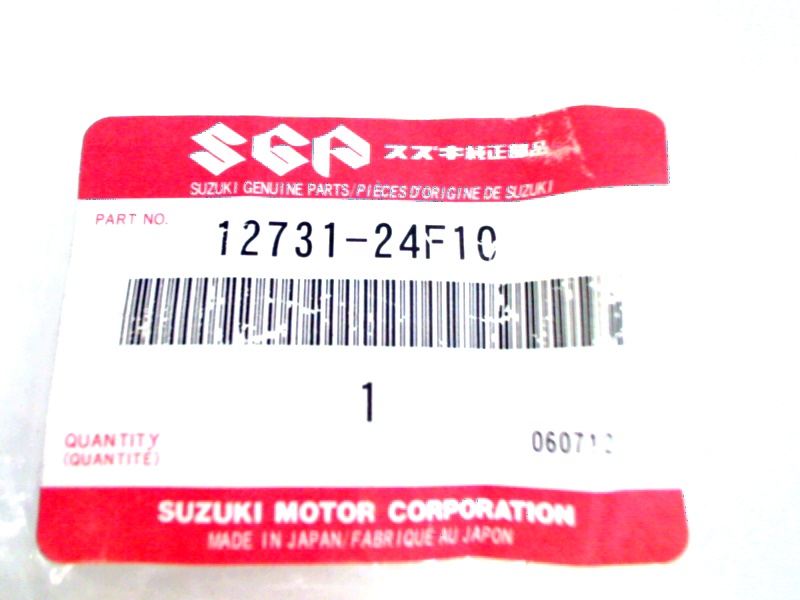 SGP スズキ純正部品
SUZUKI GENUINE PARTS/PIÈCES D'ORIGINE DE SUZUKI
PART NO. 12731-24F10
1
QUANTITY
(QUANTITÉ)
SUZUKI MOTOR CORPORATION
MADE IN JAPAN/FABRIQUÉ AU JAPON